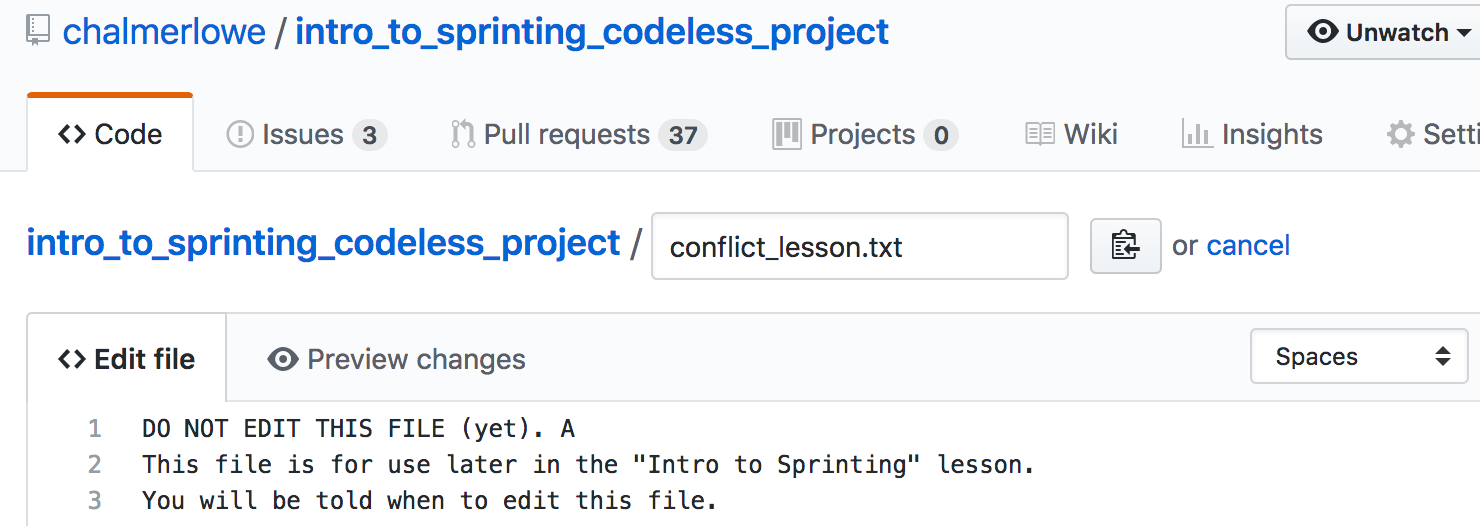 chalmerlowe / intro_to_sprinting_codeless_project Unwatch
Code Issues 3 Pull requests 37 Projects 0 Wiki Insights Setti
intro_to_sprinting_codeless_project / conflict_lesson.txt or cancel
Edit file Preview changes Spaces
1 DO NOT EDIT THIS FILE (yet). A
2 This file is for use later in the "Intro to Sprinting" lesson.
3 You will be told when to edit this file.